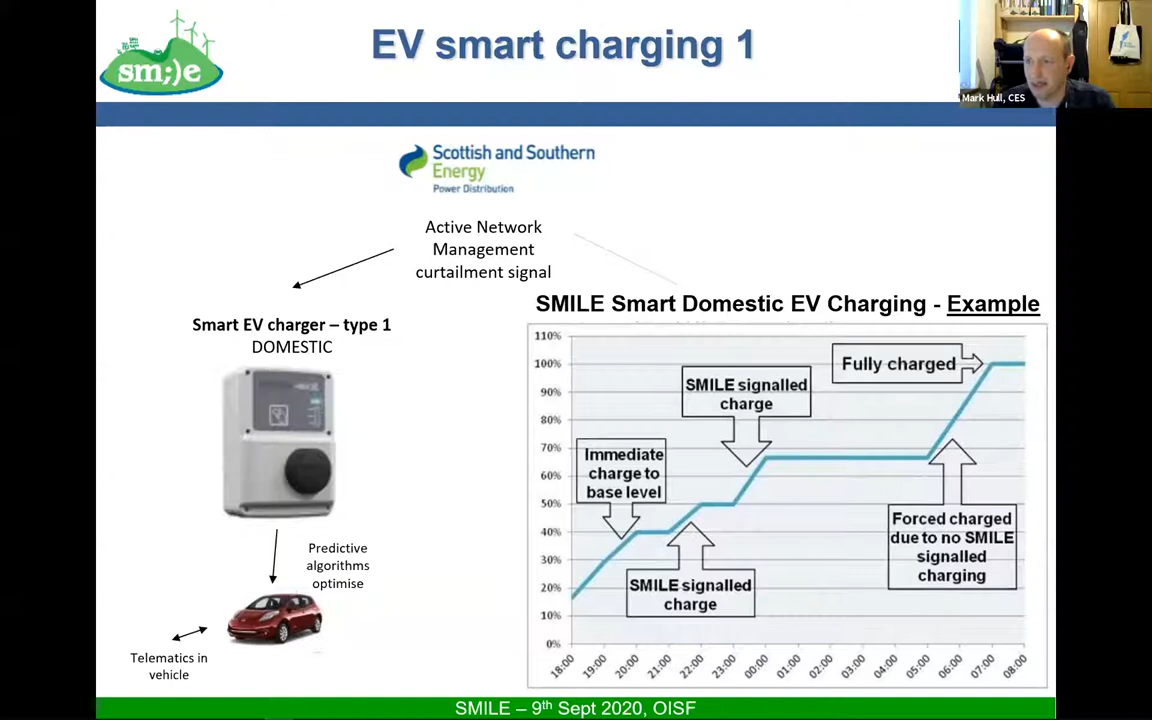 EV smart charging 1
sm;)e
Mark Hull, CES
Scottish and Southern
Energy
Power Distribution
Active Network
Management
curtailment signal
Smart EV charger – type 1
DOMESTIC
Predictive
algorithms
optimise
Telematics in
vehicle
SMILE Smart Domestic EV Charging - Example
110%
100%
90%
80%
70%
60%
50%
40%
30%
20%
10%
0%
Fully charged
SMILE signalled
charge
Immediate
charge to
base level
SMILE signalled
charge
Forced charged
due to no SMILE
signalled
charging
18:00
19:00
20:00
21:00
22:00
23:00
00:00
01:00
02:00
03:00
04:00
05:00
06:00
07:00
08:00
SMILE – 9th Sept 2020, OISF